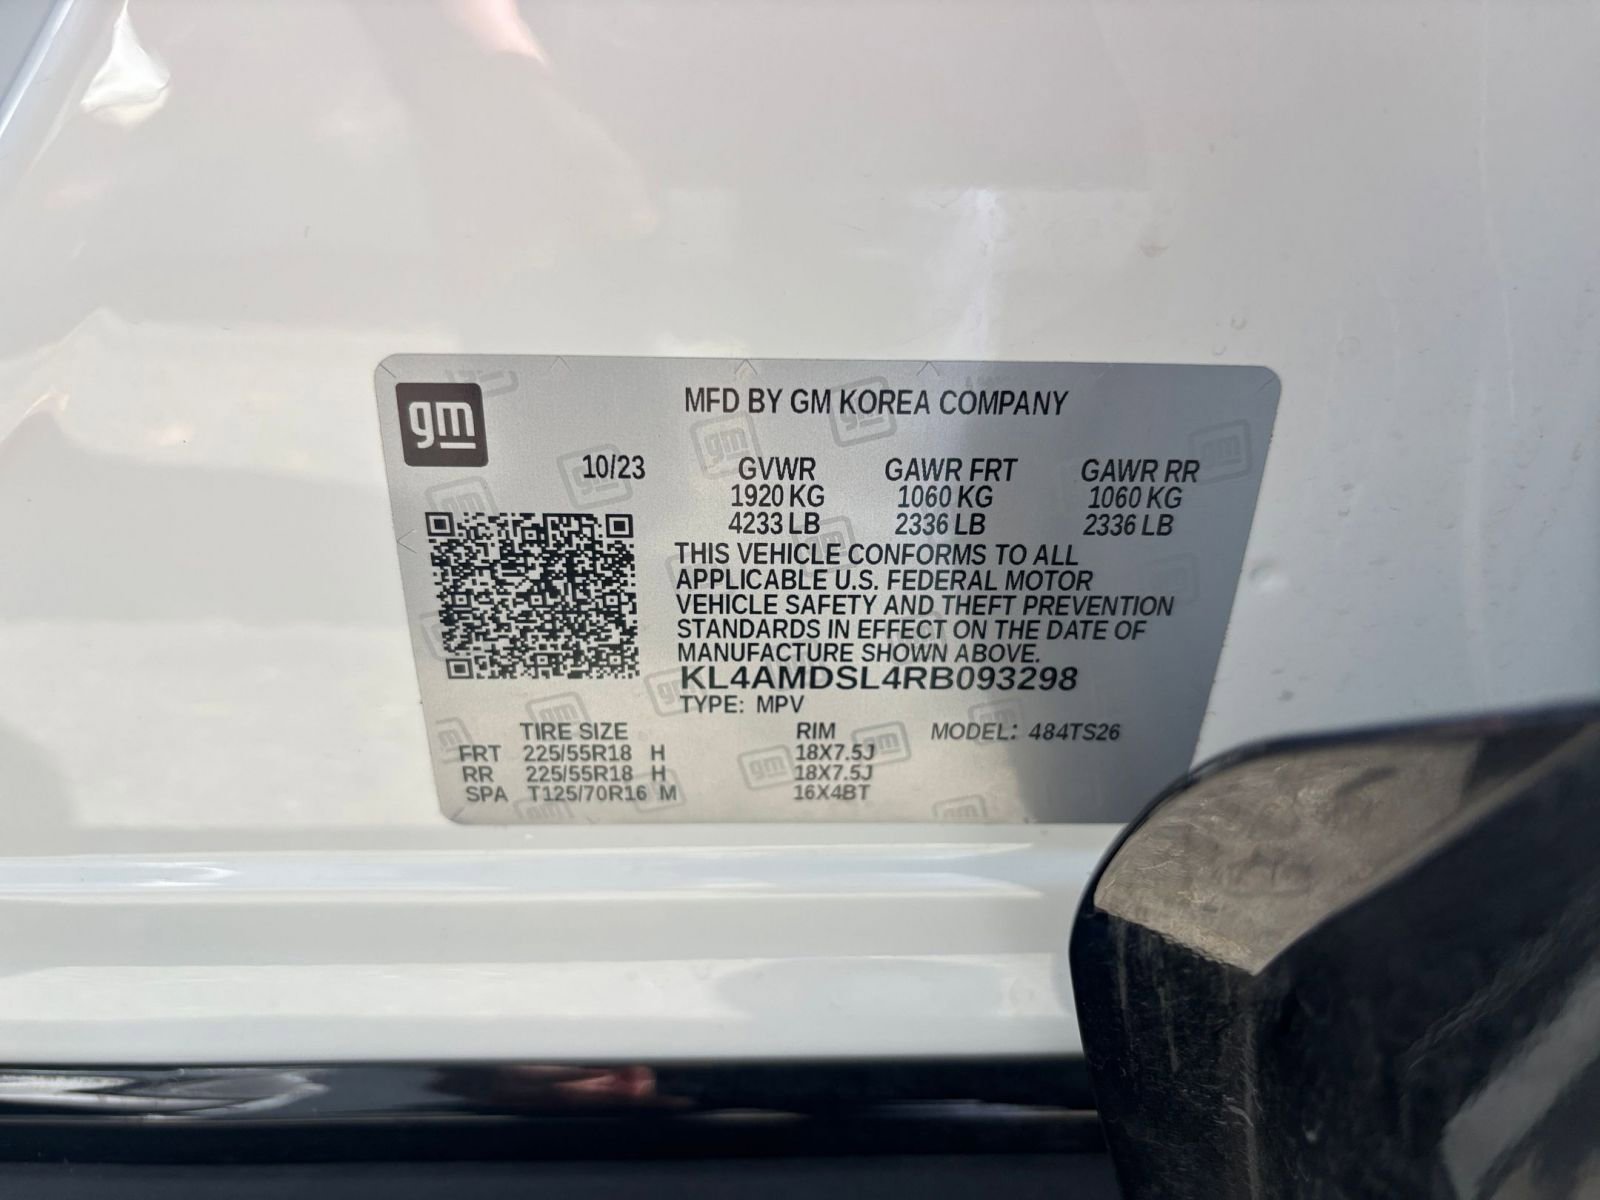 gm
MFD BY GM KOREA COMPANY
10/23 GVWR GAWR FRT GAWR RR
1920 KG 1060 KG 1060 KG
4233 LB 2336 LB 2336 LB
THIS VEHICLE CONFORMS TO ALL
APPLICABLE U.S. FEDERAL MOTOR
VEHICLE SAFETY AND THEFT PREVENTION
STANDARDS IN EFFECT ON THE DATE OF
MANUFACTURE SHOWN ABOVE.
KL4AMDSL4RB093298
TYPE: MPV
TIRE SIZE RIM MODEL: 484TS26
FRT 225/55R18 H 18X7.5J
RR 225/55R18 H 18X7.5J
SPA T125/70R16 M 16X4BT